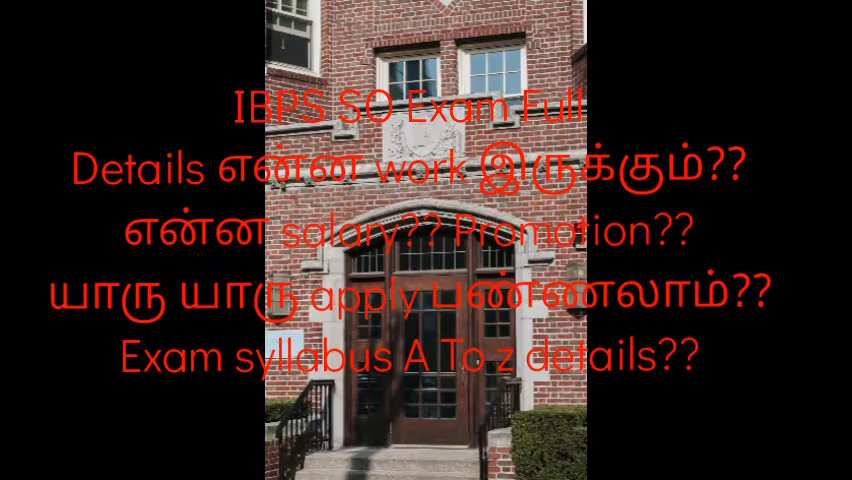 IBPS SO Exam Full
Details என்ன work இருக்கும்??
என்ன salary?? Promotion??
யாரு யாரு apply பண்ணலாம்??
Exam syllabus A To z details??